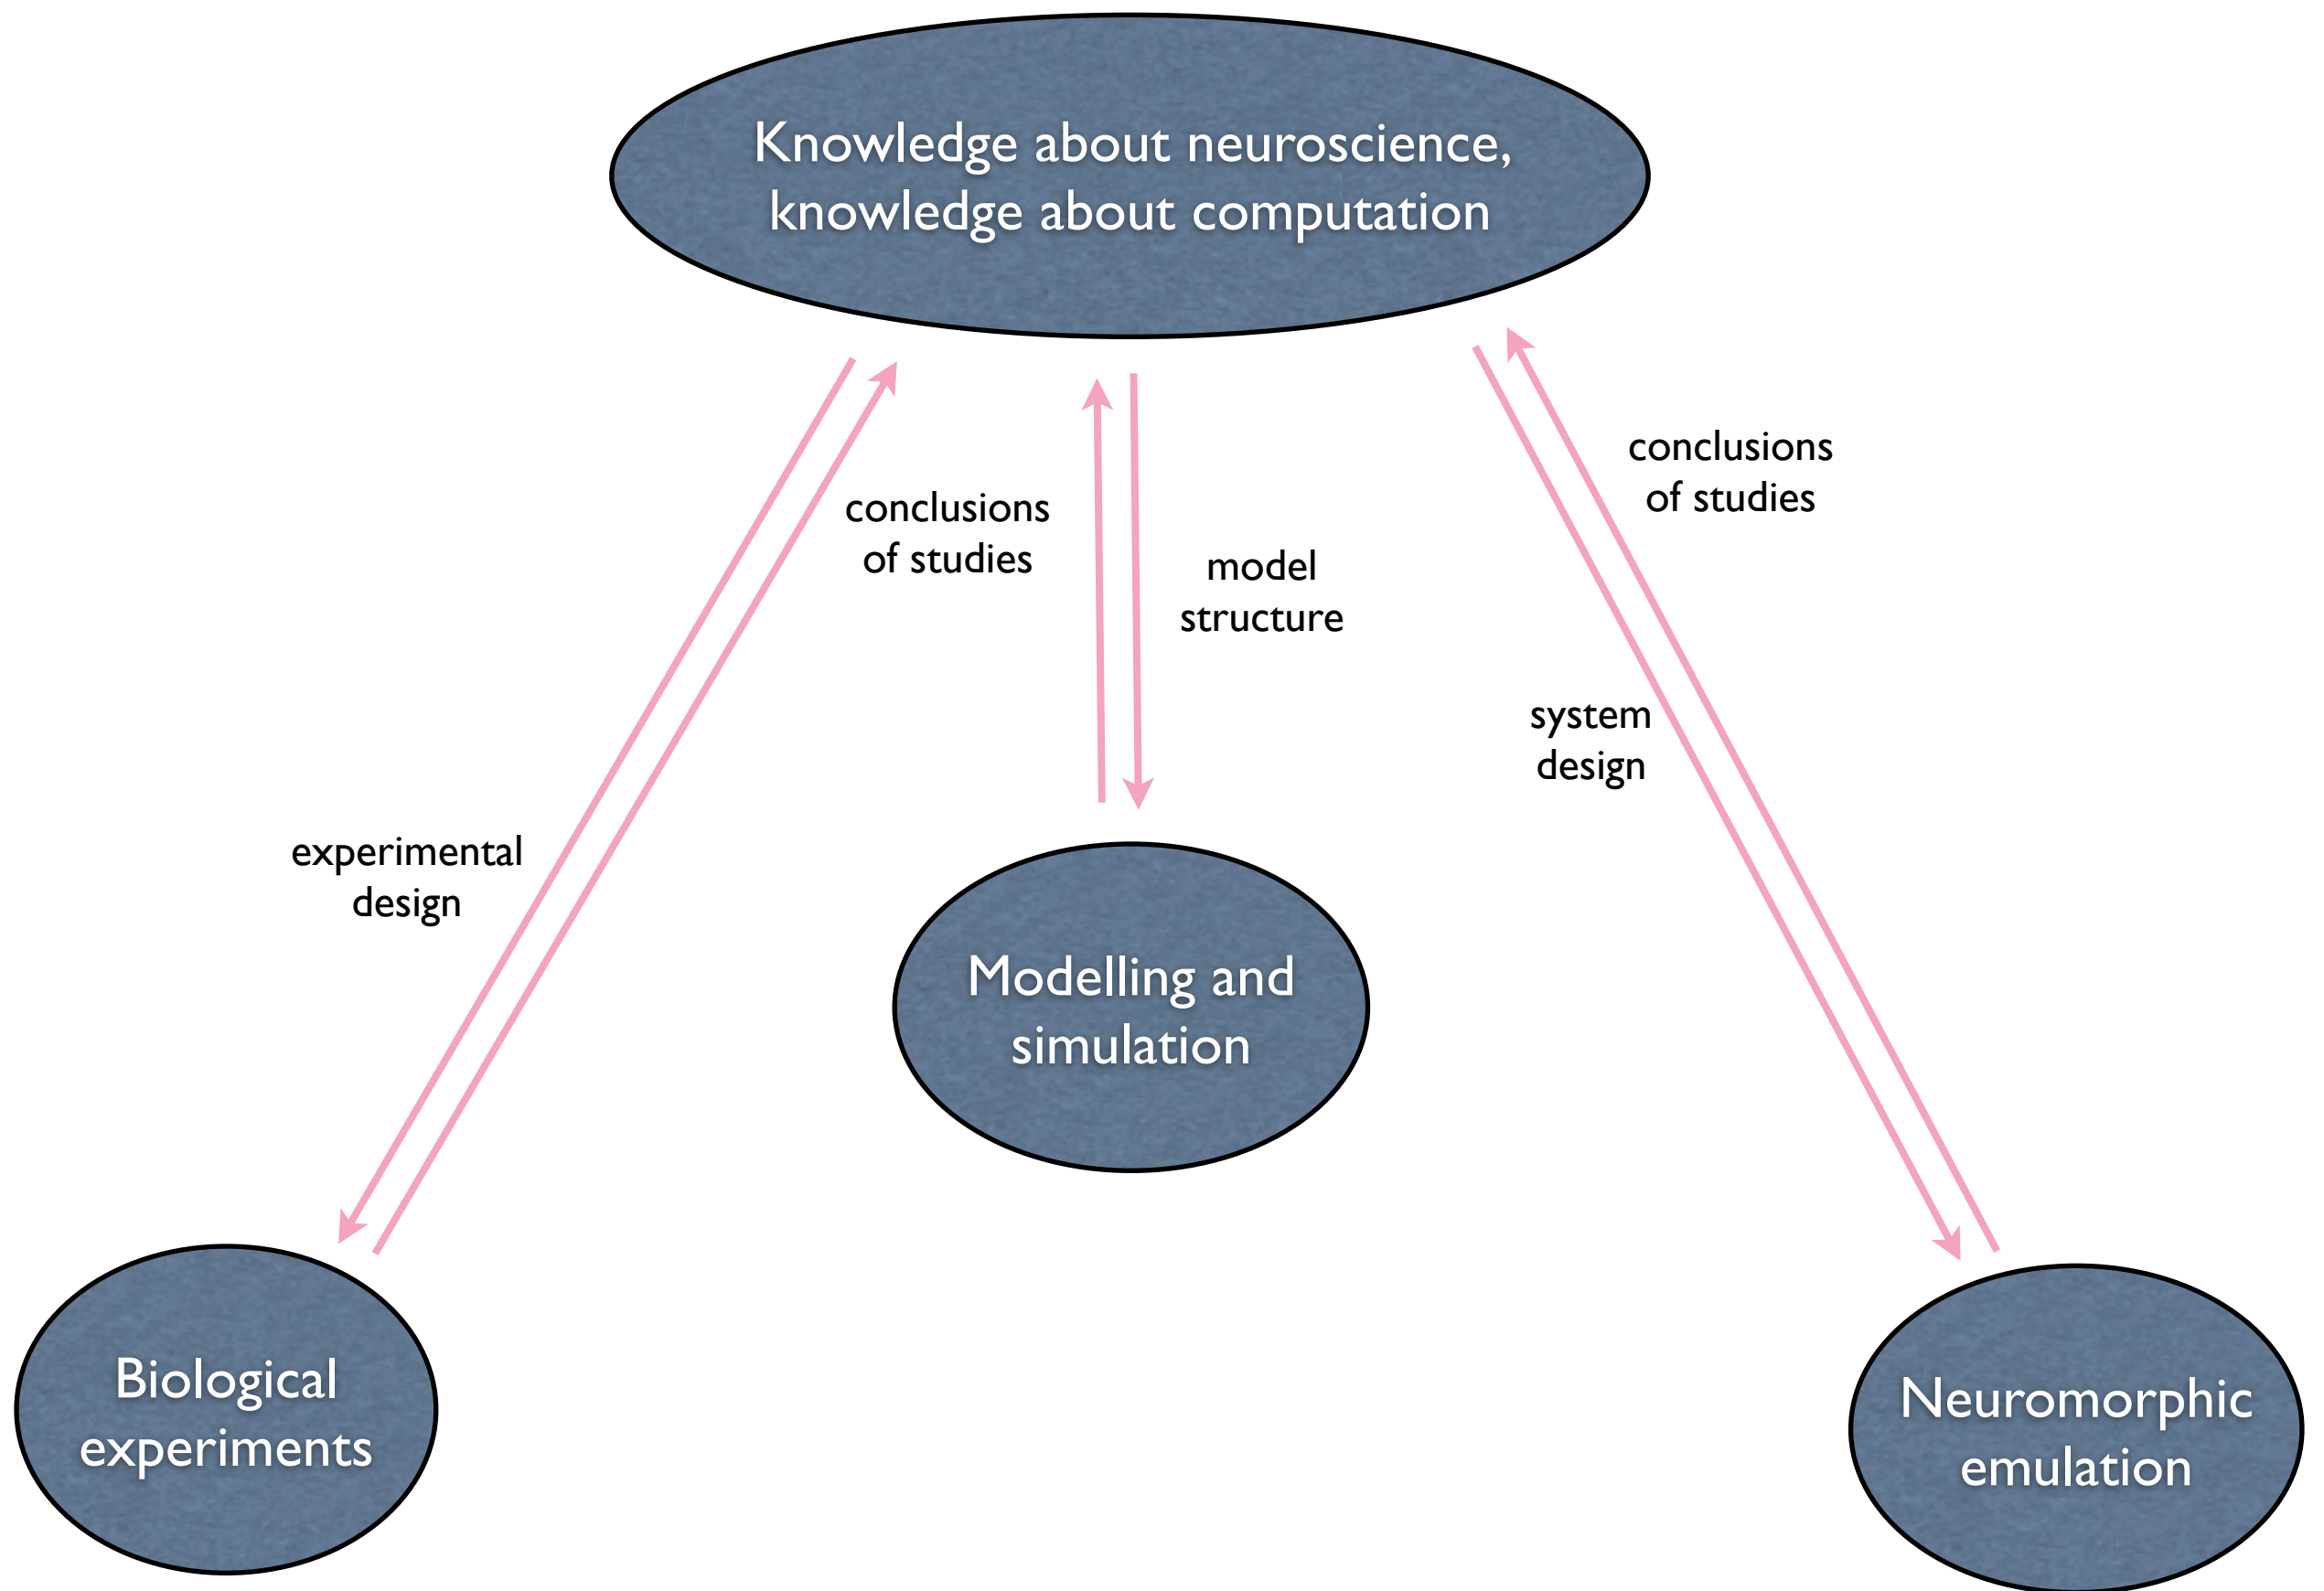 Knowledge about neuroscience,
knowledge about computation
conclusions
of studies
conclusions
of studies
model
structure
system
design
experimental
design
Modelling and
simulation
Biological
experiments
Neuromorphic
emulation